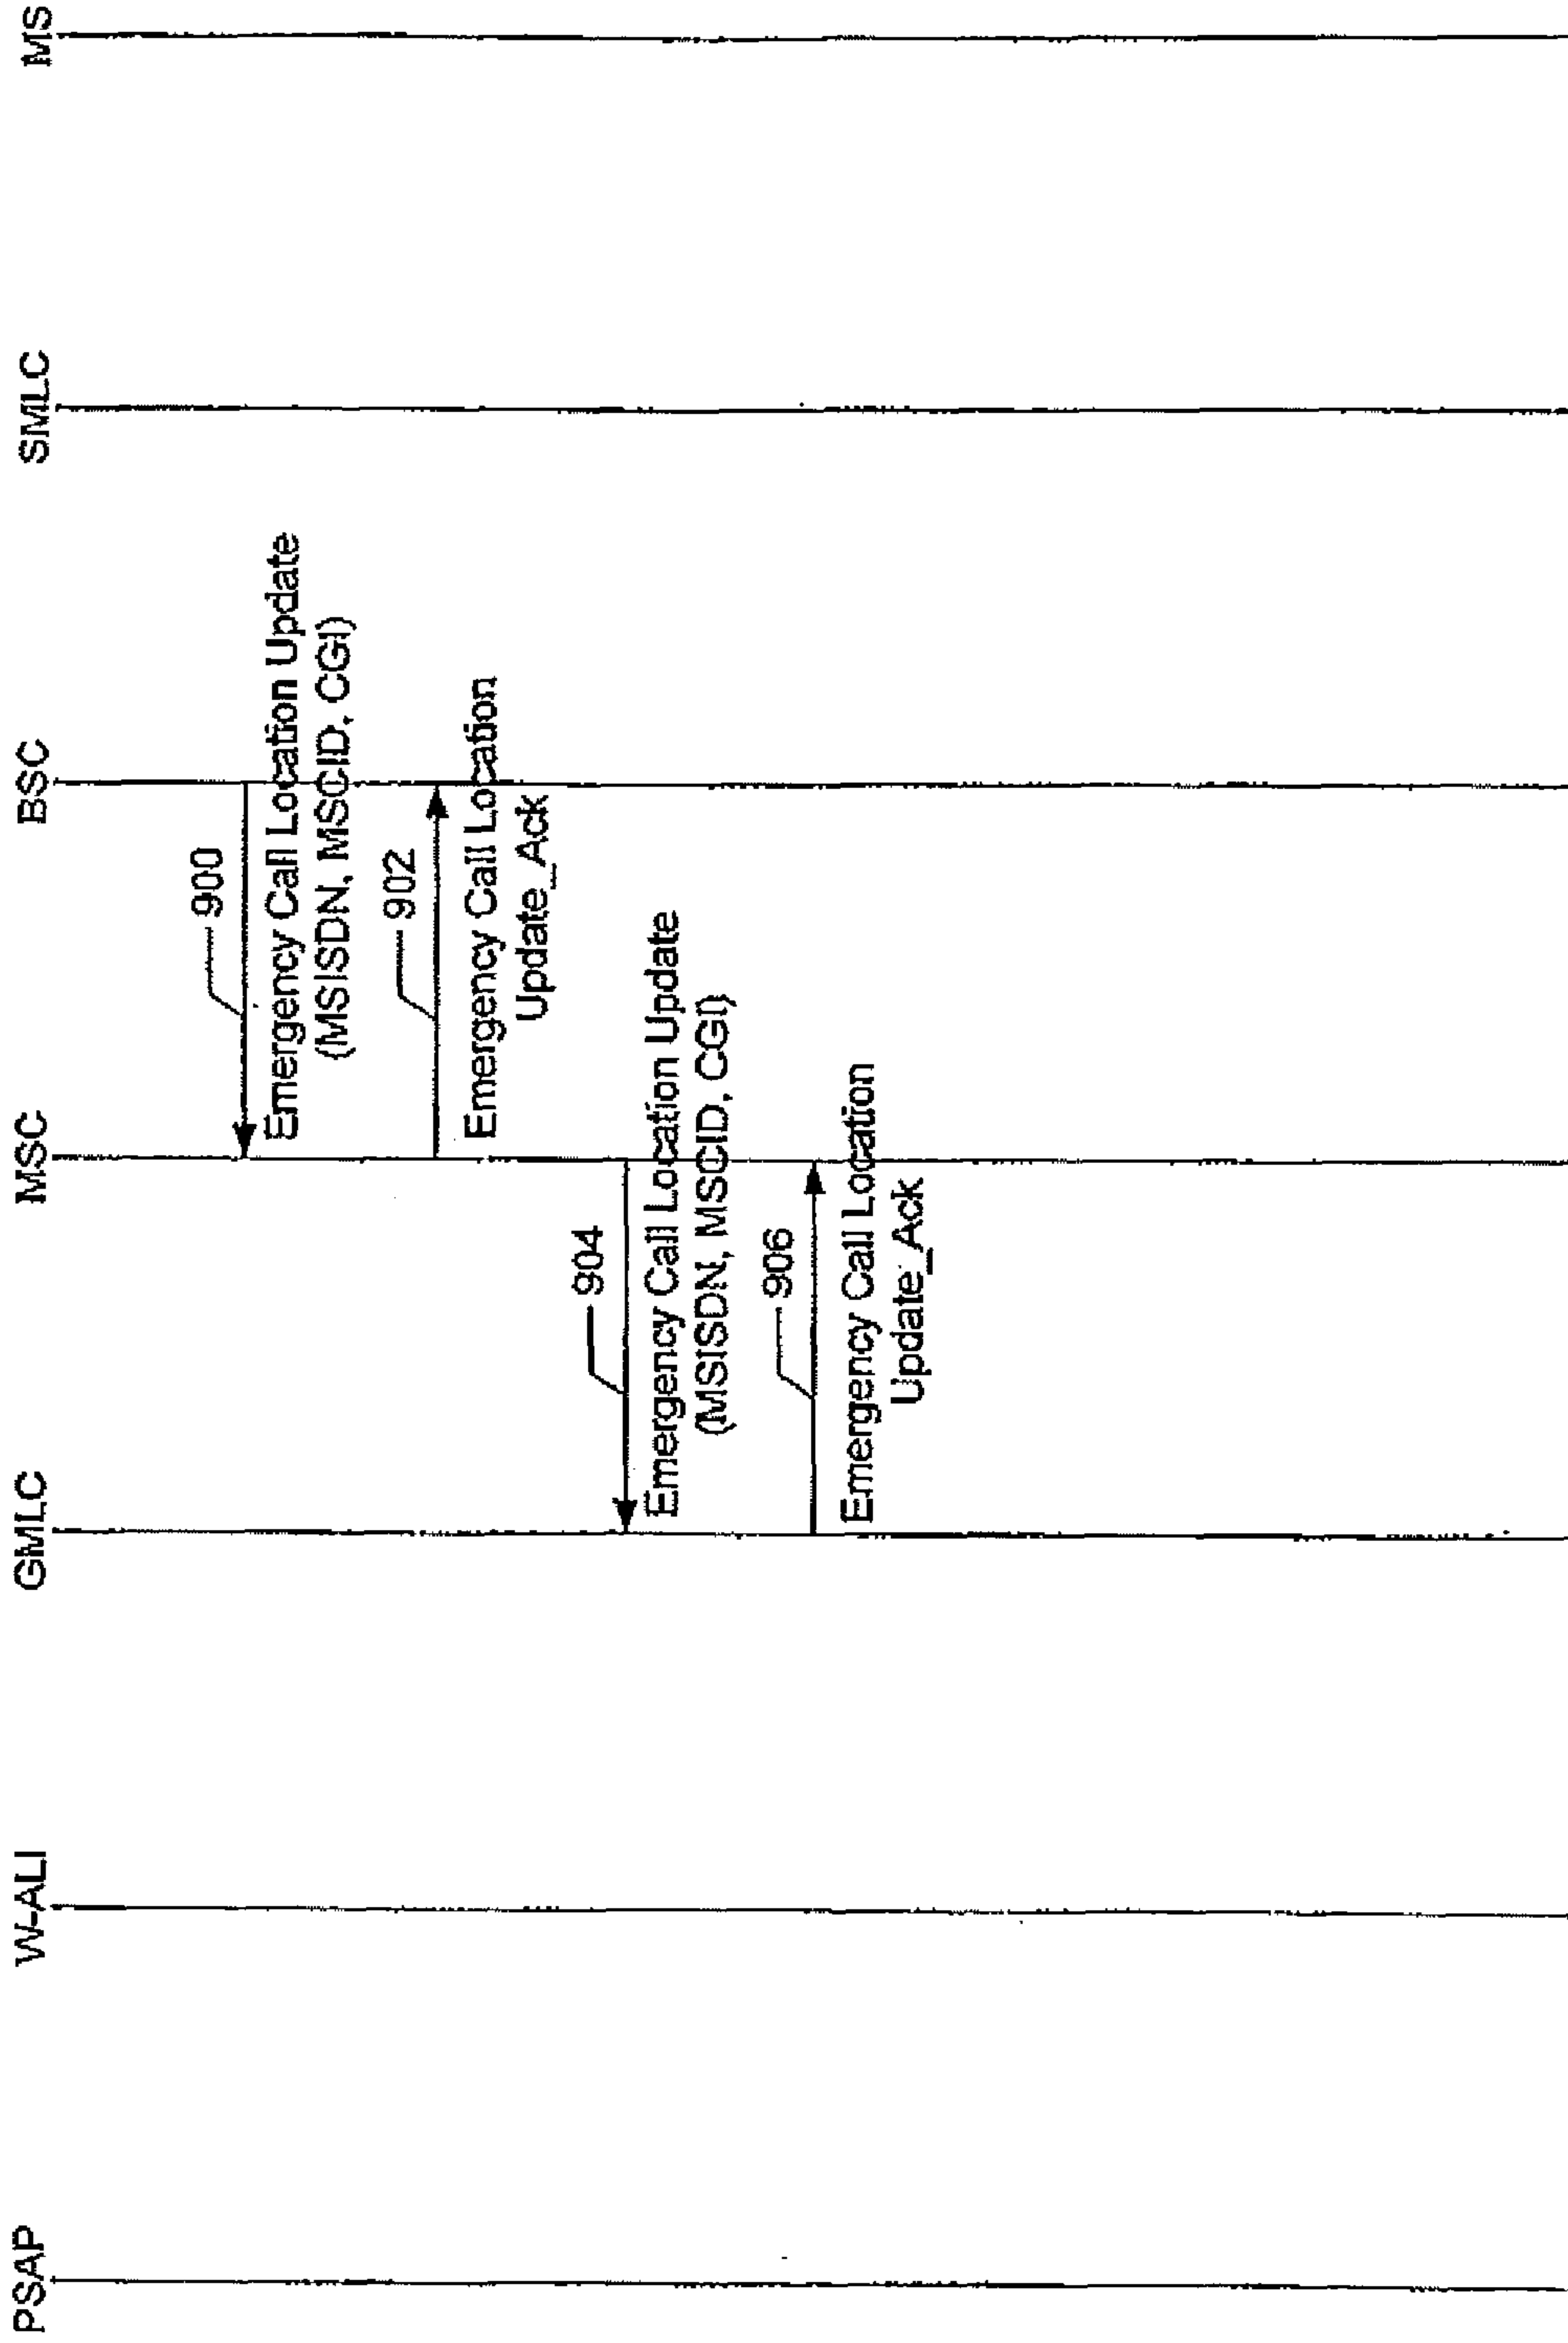 PSAP
W-ALI
GMLC
MSC
BSC
SMLC
MS
900
Emergency Call Location Update
(MSISDN, MSCID, CGI)
902
Emergency Call Location
Update_Ack
904
Emergency Call Location Update
(MSISDN, MSCID, CGI)
906
Emergency Call Location
Update_Ack